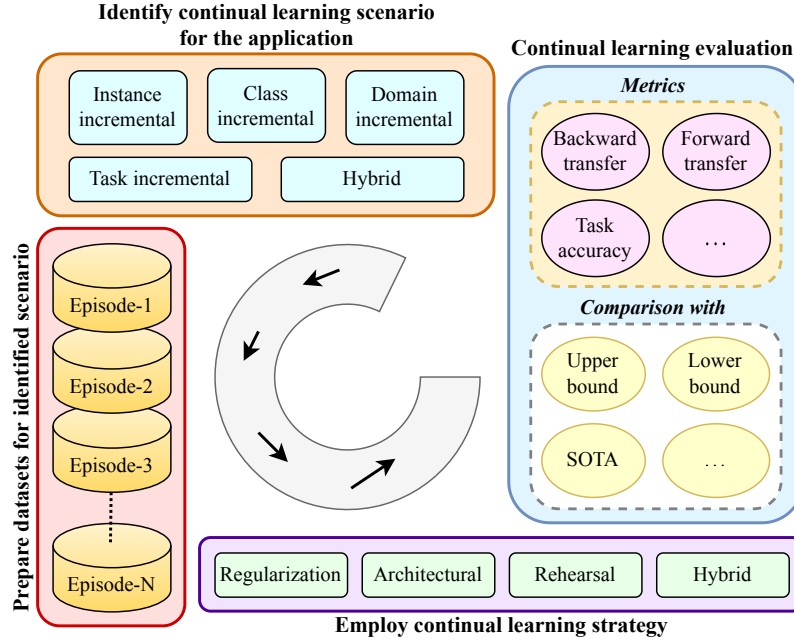 Identify continual learning scenario
for the application
Instance
incremental
Class
incremental
Domain
incremental
Task incremental
Hybrid
Prepare datasets for identified scenario
Episode-1
Episode-2
Episode-3
Episode-N
Employ continual learning strategy
Regularization
Architectural
Rehearsal
Hybrid
Continual learning evaluation
Metrics
Backward
transfer
Forward
transfer
Task
accuracy
...
Comparison with
Upper
bound
Lower
bound
SOTA
...